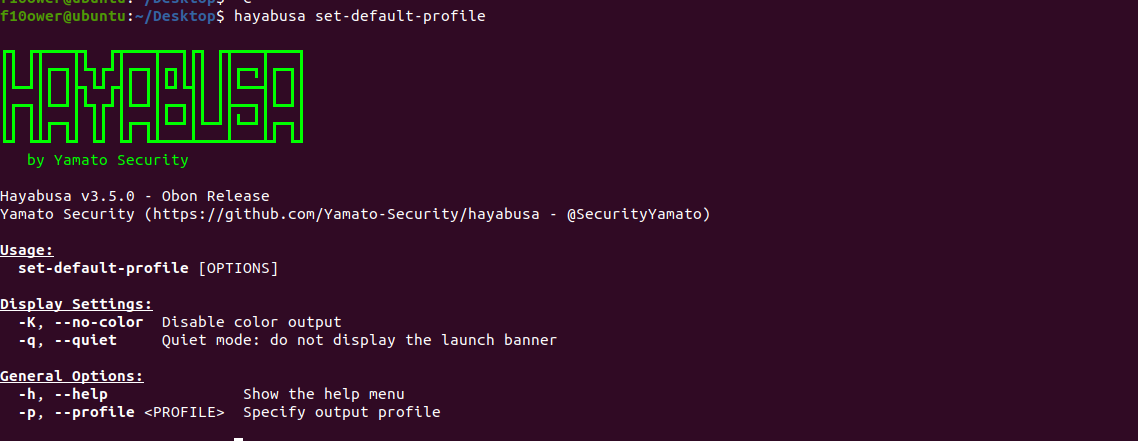 f10ower@ubuntu:~/Desktop$ hayabusa set-default-profile
HAYABUSA
by Yamato Security
Hayabusa v3.5.0 - Obon Release
Yamato Security (https://github.com/Yamato-Security/hayabusa - @SecurityYamato)
Usage:
set-default-profile [OPTIONS]
Display Settings:
-K, --no-color  Disable color output
-q, --quiet     Quiet mode: do not display the launch banner
General Options:
-h, --help               Show the help menu
-p, --profile <PROFILE>  Specify output profile